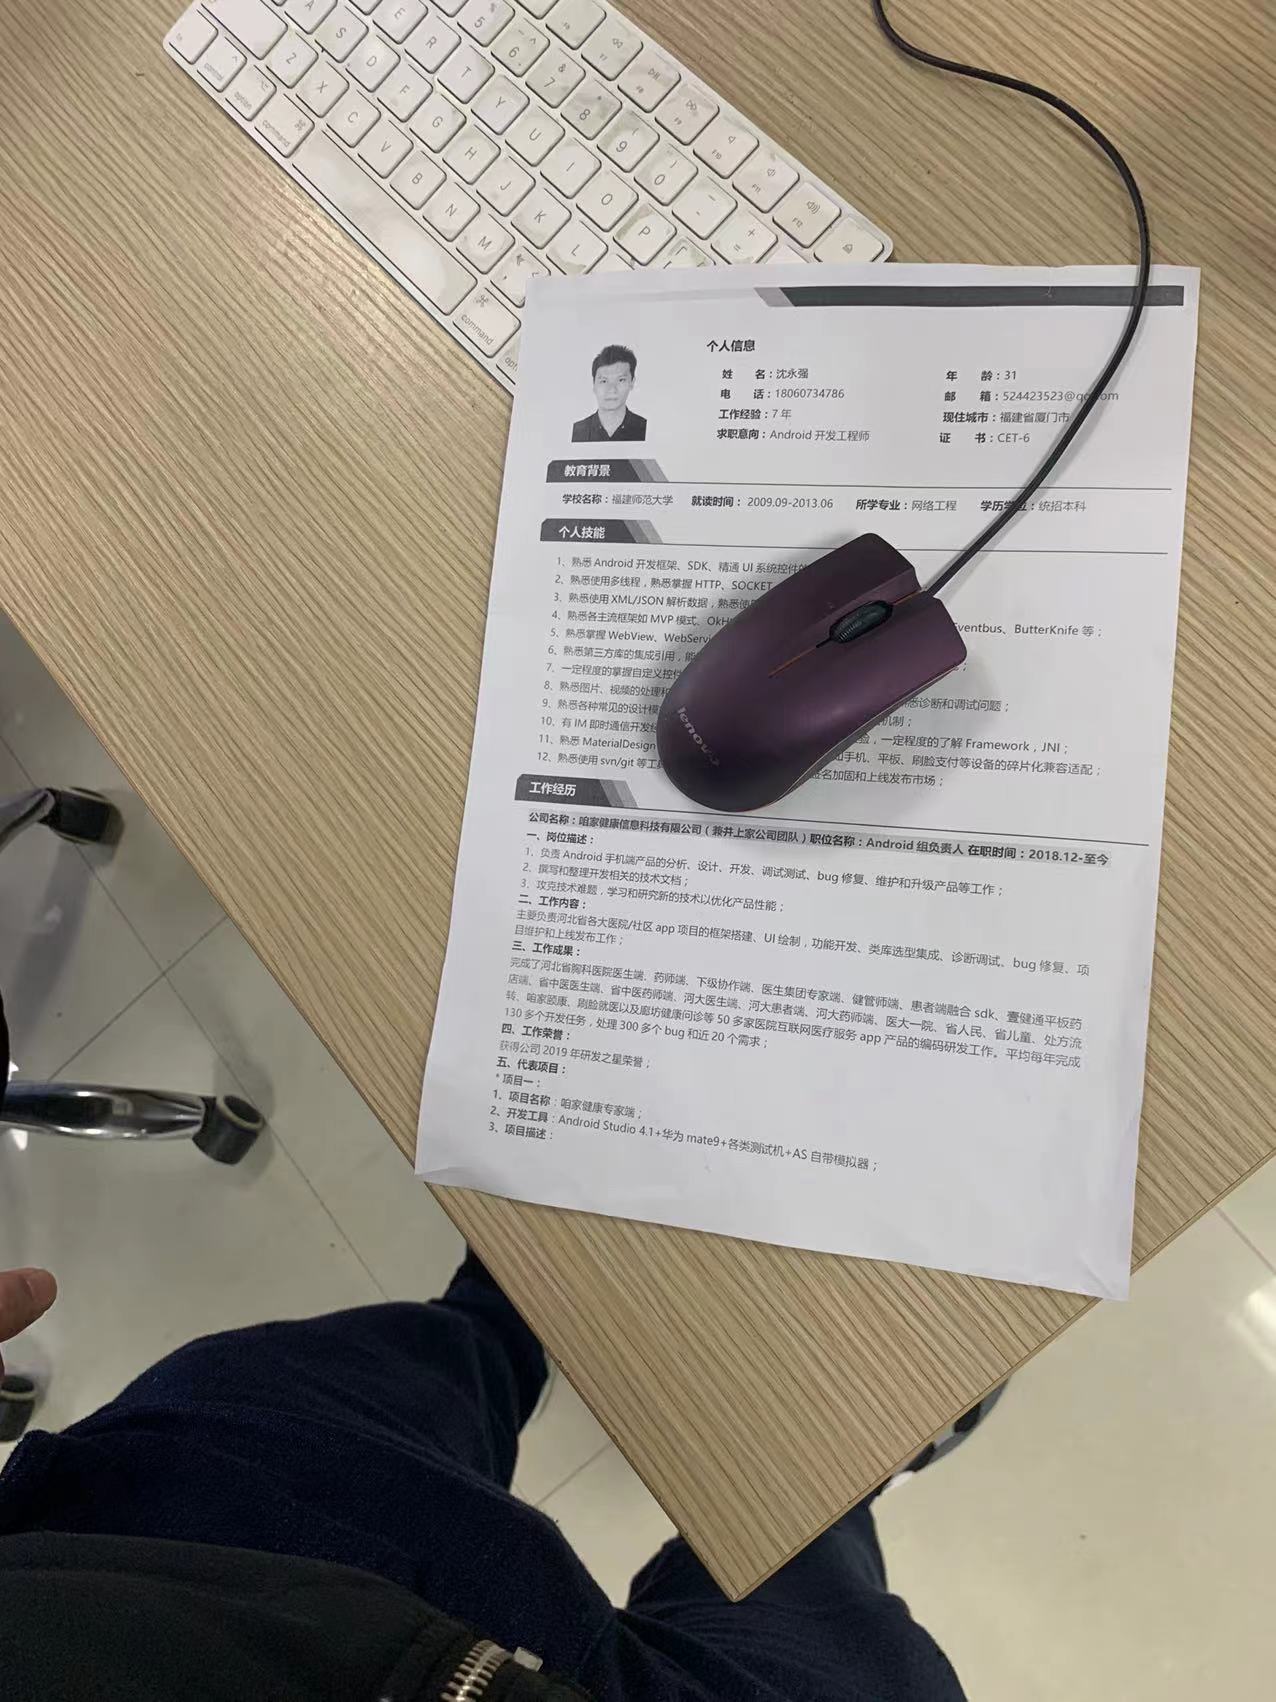 fn
control
option
command
A
S
D
F
G
H
J
K
L
Z
X
C
V
B
N
M
E
R
T
Y
U
I
O
P
5
6
7
8
9
0
F7
F8
F9
F10
F11
F12
command
个人信息
姓 名：沈永强 年 龄：31
电 话：18060734786 邮 箱：524423523@qq.com
工作经验：7 年 现住城市：福建省厦门市
求职意向：Android 开发工程师 证 书：CET-6
教育背景
学校名称：福建师范大学 就读时间： 2009.09-2013.06 所学专业：网络工程 学历学位：统招本科
个人技能
1、熟悉 Android 开发框架、SDK、精通 UI 系统控件的
2、熟悉使用多线程，熟悉掌握 HTTP、SOCKET
3、熟悉使用 XML/JSON 解析数据，熟悉使
4、熟悉各主流框架如 MVP 模式、OkH Eventbus、ButterKnife 等；
5、熟悉掌握 WebView、WebServi
6、熟悉第三方库的集成引用，能
7、一定程度的掌握自定义控件
8、熟悉图片、视频的处理和 悉诊断和调试问题；
9、熟悉各种常见的设计模 机制；
10、有 IM 即时通信开发经 验，一定程度的了解 Framework，JNI；
11、熟悉 MaterialDesign 如手机、平板、刷脸支付等设备的碎片化兼容适配；
12、熟悉使用 svn/git 等工具 签名加固和上线发布市场；
lenovo
工作经历
公司名称：咱家健康信息科技有限公司（兼并上家公司团队）职位名称：Android 组负责人 在职时间：2018.12-至今
一、岗位描述：
1、负责 Android 手机端产品的分析、设计、开发、调试测试、bug 修复、维护和升级产品等工作；
2、撰写和整理开发相关的技术文档；
3、攻克技术难题，学习和研究新的技术以优化产品性能；
二、工作内容：
主要负责河北省各大医院/社区 app 项目的框架搭建、UI 绘制，功能开发、类库选型集成、诊断调试、bug 修复、项
目维护和上线发布工作；
三、工作成果：
完成了河北省胸科医院医生端、药师端、下级协作端、医生集团专家端、健管师端、患者端融合 sdk、壹健通平板药
店端、省中医医生端、省中医药师端、河大医生端、河大患者端、河大药师端、医大一院、省人民、省儿童、处方流
转、咱家颐康、刷脸就医以及廊坊健康问诊等 50 多家医院互联网医疗服务 app 产品的编码研发工作。平均每年完成
130 多个开发任务，处理 300 多个 bug 和近 20 个需求；
四、工作荣誉：
获得公司 2019 年研发之星荣誉；
五、代表项目：
* 项目一：
1、项目名称：咱家健康专家端；
2、开发工具：Android Studio 4.1+华为 mate9+各类测试机+AS 自带模拟器；
3、项目描述：